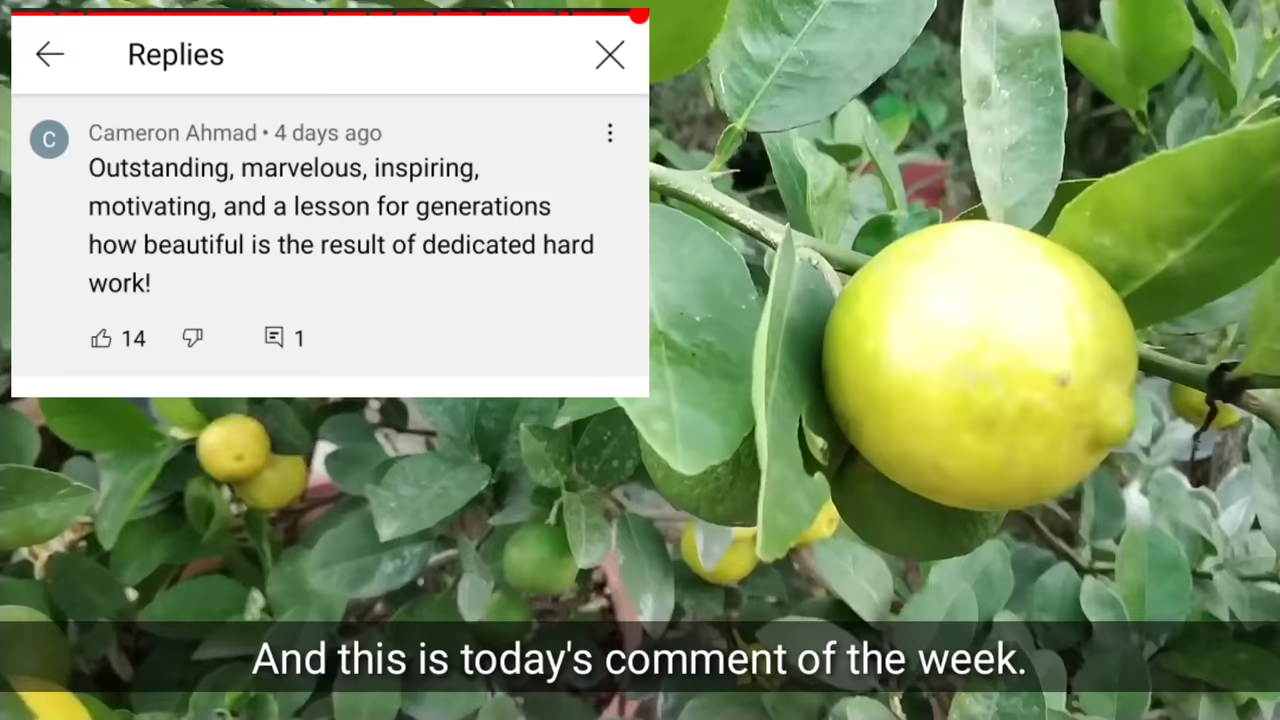 Replies
C
Cameron Ahmad • 4 days ago
Outstanding, marvelous, inspiring,
motivating, and a lesson for generations
how beautiful is the result of dedicated hard
work!
14
1
And this is today's comment of the week.